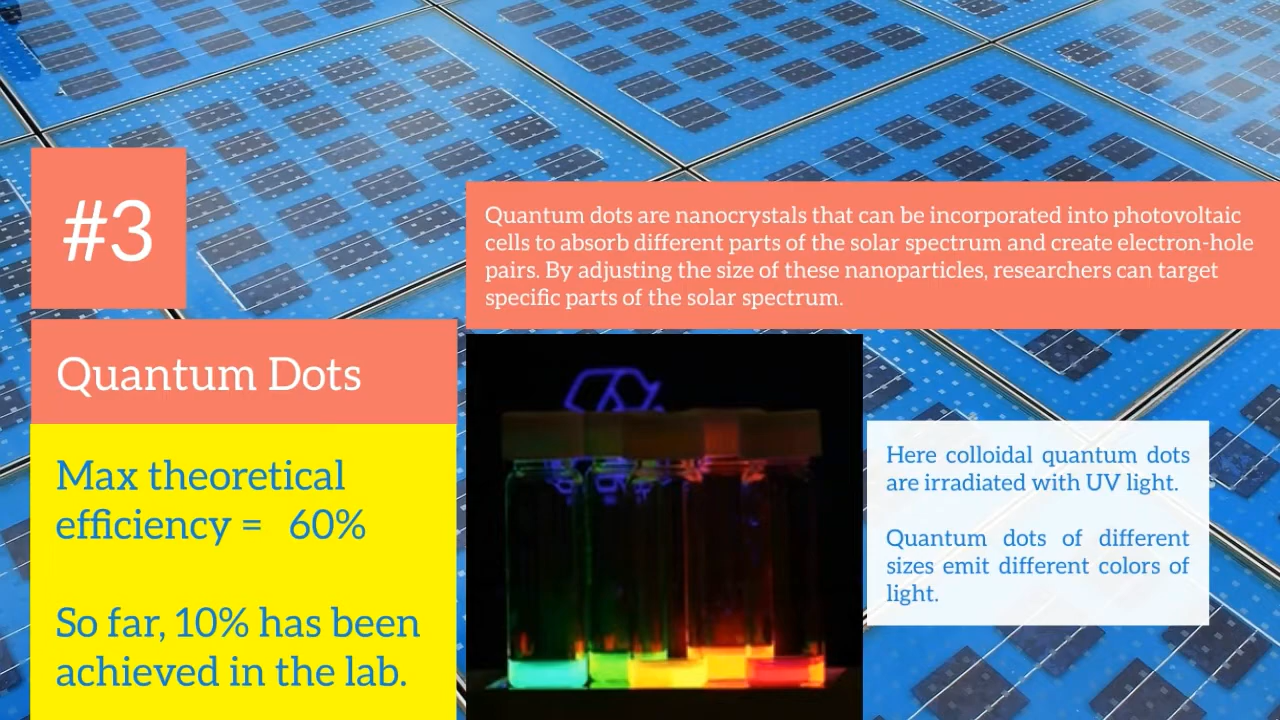 #3
Quantum Dots
Max theoretical
efficiency = 60%
So far, 10% has been
achieved in the lab.
Quantum dots are nanocrystals that can be incorporated into photovoltaic
cells to absorb different parts of the solar spectrum and create electron-hole
pairs. By adjusting the size of these nanoparticles, researchers can target
specific parts of the solar spectrum.
Here colloidal quantum dots
are irradiated with UV light.
Quantum dots of different
sizes emit different colors of
light.